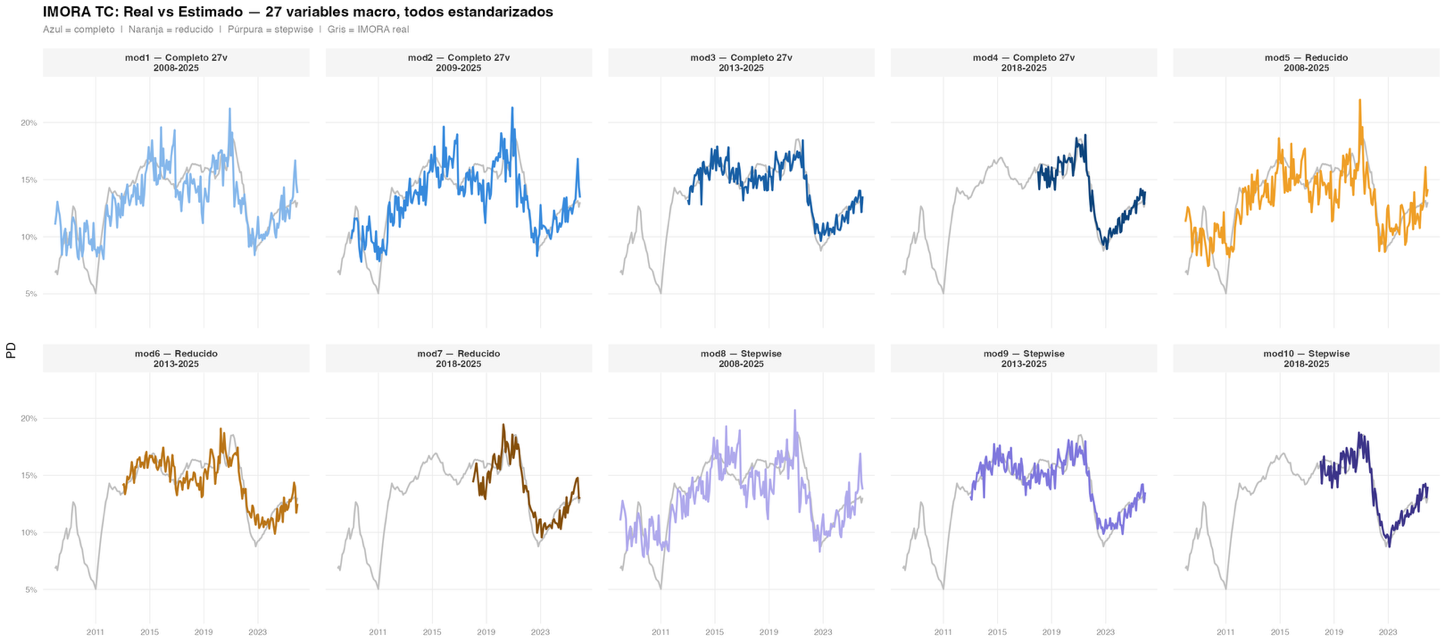 IMORA TC: Real vs Estimado — 27 variables macro, todos estandarizados
Azul = completo | Naranja = reducido | Púrpura = stepwise | Gris = IMORA real
mod1 — Completo 27v
2008-2025
mod2 — Completo 27v
2009-2025
mod3 — Completo 27v
2013-2025
mod4 — Completo 27v
2018-2025
mod5 — Reducido
2008-2025
20%
15%
10%
5%
PD
mod6 — Reducido
2013-2025
mod7 — Reducido
2018-2025
mod8 — Stepwise
2008-2025
mod9 — Stepwise
2013-2025
mod10 — Stepwise
2018-2025
20%
15%
10%
5%
2011 2015 2019 2023
2011 2015 2019 2023
2011 2015 2019 2023
2011 2015 2019 2023
2011 2015 2019 2023